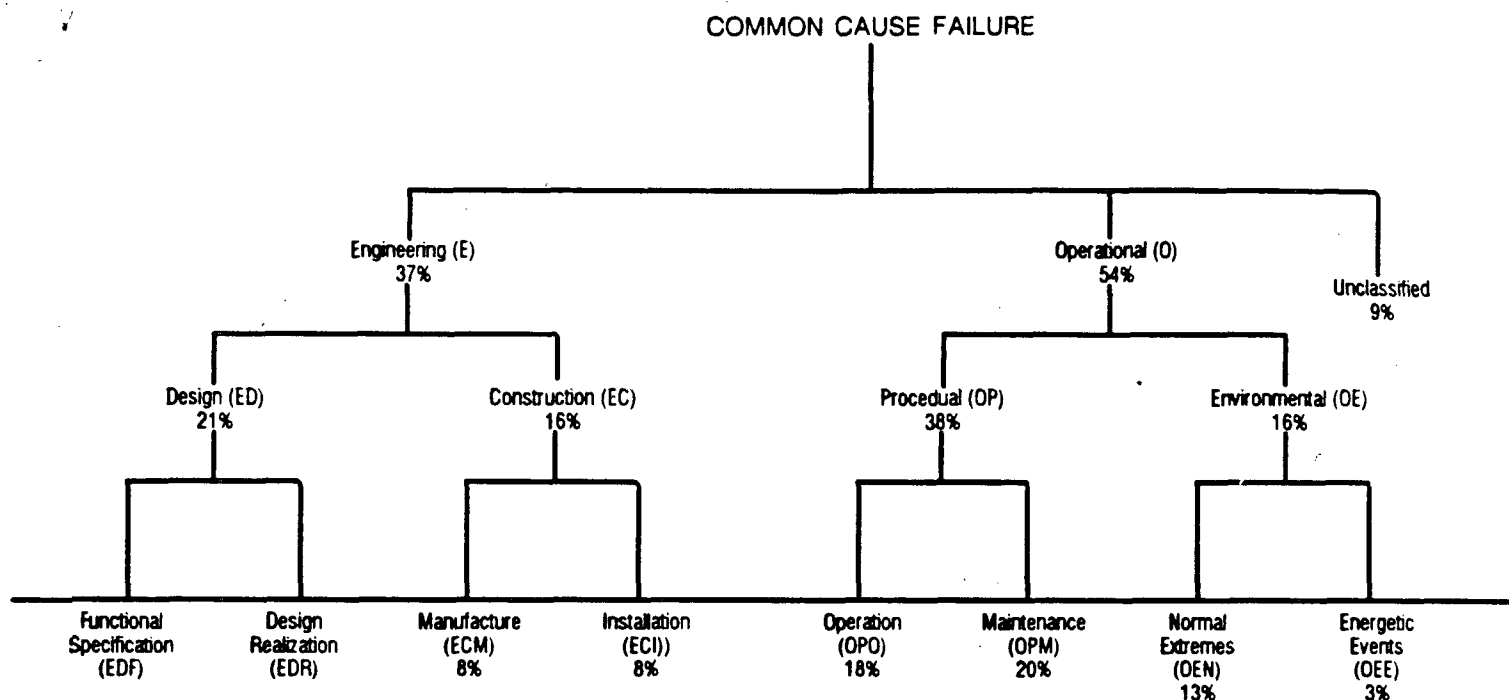 COMMON CAUSE FAILURE
Engineering (E)
37%
Operational (O)
54%
Unclassified
9%
Design (ED)
21%
Construction (EC)
16%
Procedual (OP)
38%
Environmental (OE)
16%
Functional
Specification
(EDF)
Design
Realization
(EDR)
Manufacture
(ECM)
8%
Installation
(ECI))
8%
Operation
(OPO)
18%
Maintenance
(OPM)
20%
Normal
Extremes
(OEN)
13%
Energetic
Events
(OEE)
3%